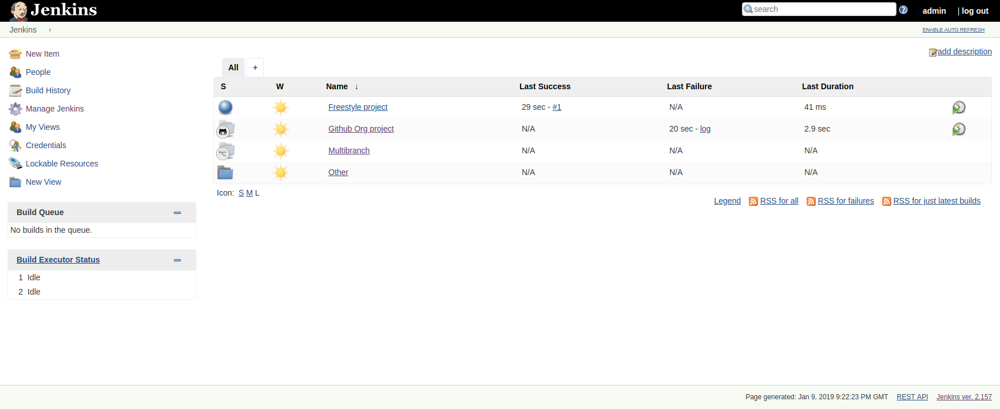 Jenkins
search
admin | log out
Jenkins
ENABLE AUTO REFRESH
New Item
People
Build History
Manage Jenkins
My Views
Credentials
Lockable Resources
New View
Build Queue
No builds in the queue.
Build Executor Status
1 Idle
2 Idle
add description
All +
S W Name ↓ Last Success Last Failure Last Duration
Freestyle project 29 sec - #1 N/A 41 ms
Github Org project N/A 20 sec - log 2.9 sec
Multibranch N/A N/A N/A
Other N/A N/A N/A
Icon: S M L
Legend RSS for all RSS for failures RSS for just latest builds
Page generated: Jan 9, 2019 9:22:23 PM GMT REST API Jenkins ver. 2.157